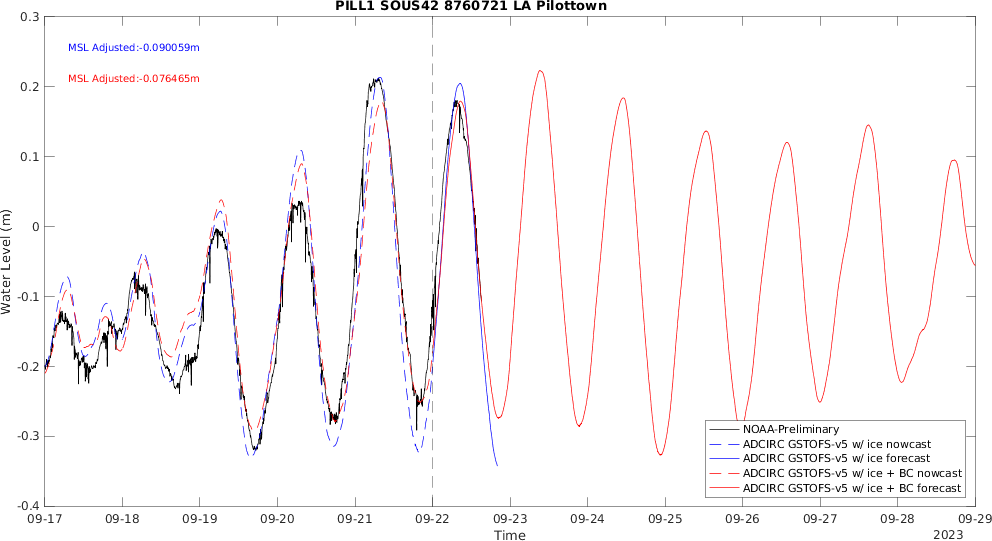 PILL1 SOUS42 8760721 LA Pilottown
MSL Adjusted:-0.090059m
MSL Adjusted:-0.076465m
Water Level (m)
0.3
0.2
0.1
0
-0.1
-0.2
-0.3
-0.4
NOAA-Preliminary
ADCIRC GSTOFS-v5 w/ ice nowcast
ADCIRC GSTOFS-v5 w/ ice forecast
ADCIRC GSTOFS-v5 w/ ice + BC nowcast
ADCIRC GSTOFS-v5 w/ ice + BC forecast
09-17 09-18 09-19 09-20 09-21 09-22 09-23 09-24 09-25 09-26 09-27 09-28 09-29
Time
2023